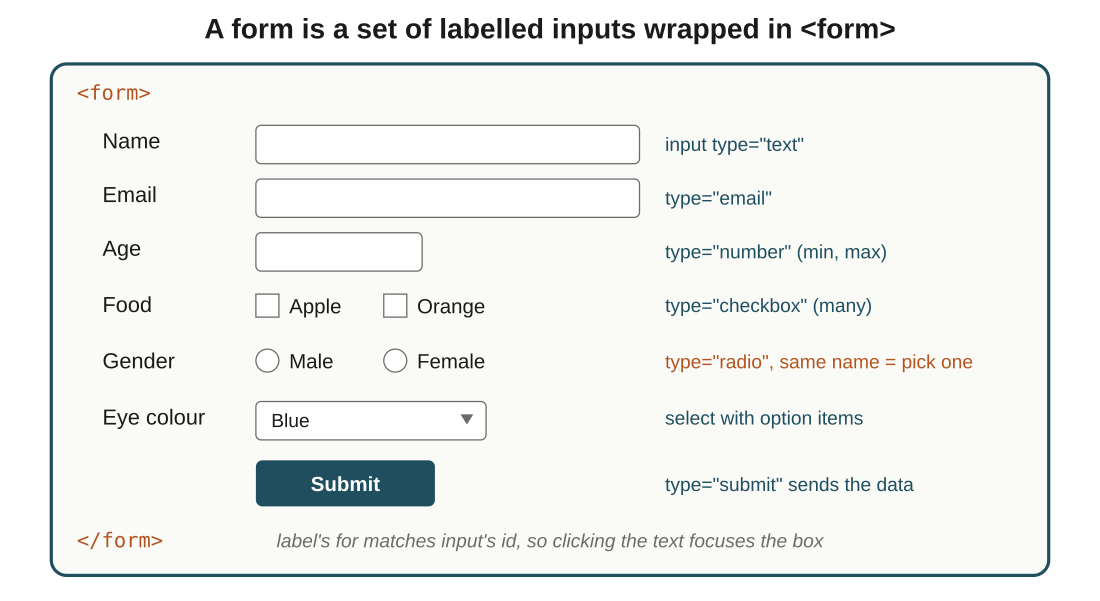 A form is a set of labelled inputs wrapped in <form>
<form>
Name input type="text"
Email type="email"
Age type="number" (min, max)
Food Apple Orange type="checkbox" (many)
Gender Male Female type="radio", same name = pick one
Eye colour Blue select with option items
Submit type="submit" sends the data
</form> label's for matches input's id, so clicking the text focuses the box